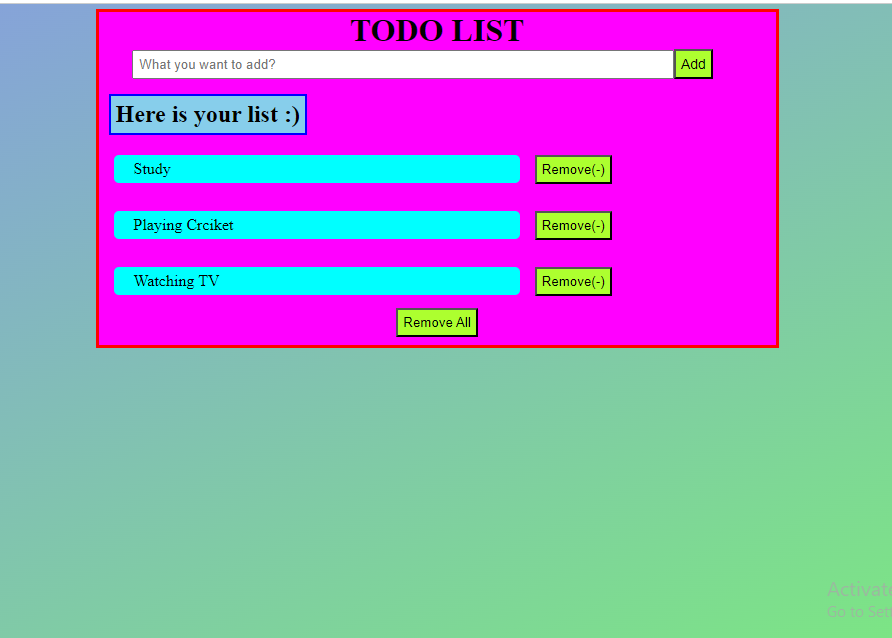 TODO LIST
What you want to add? Add
Here is your list :)
Study Remove(-)
Playing Crciket Remove(-)
Watching TV Remove(-)
Remove All
Activate
Go to Set